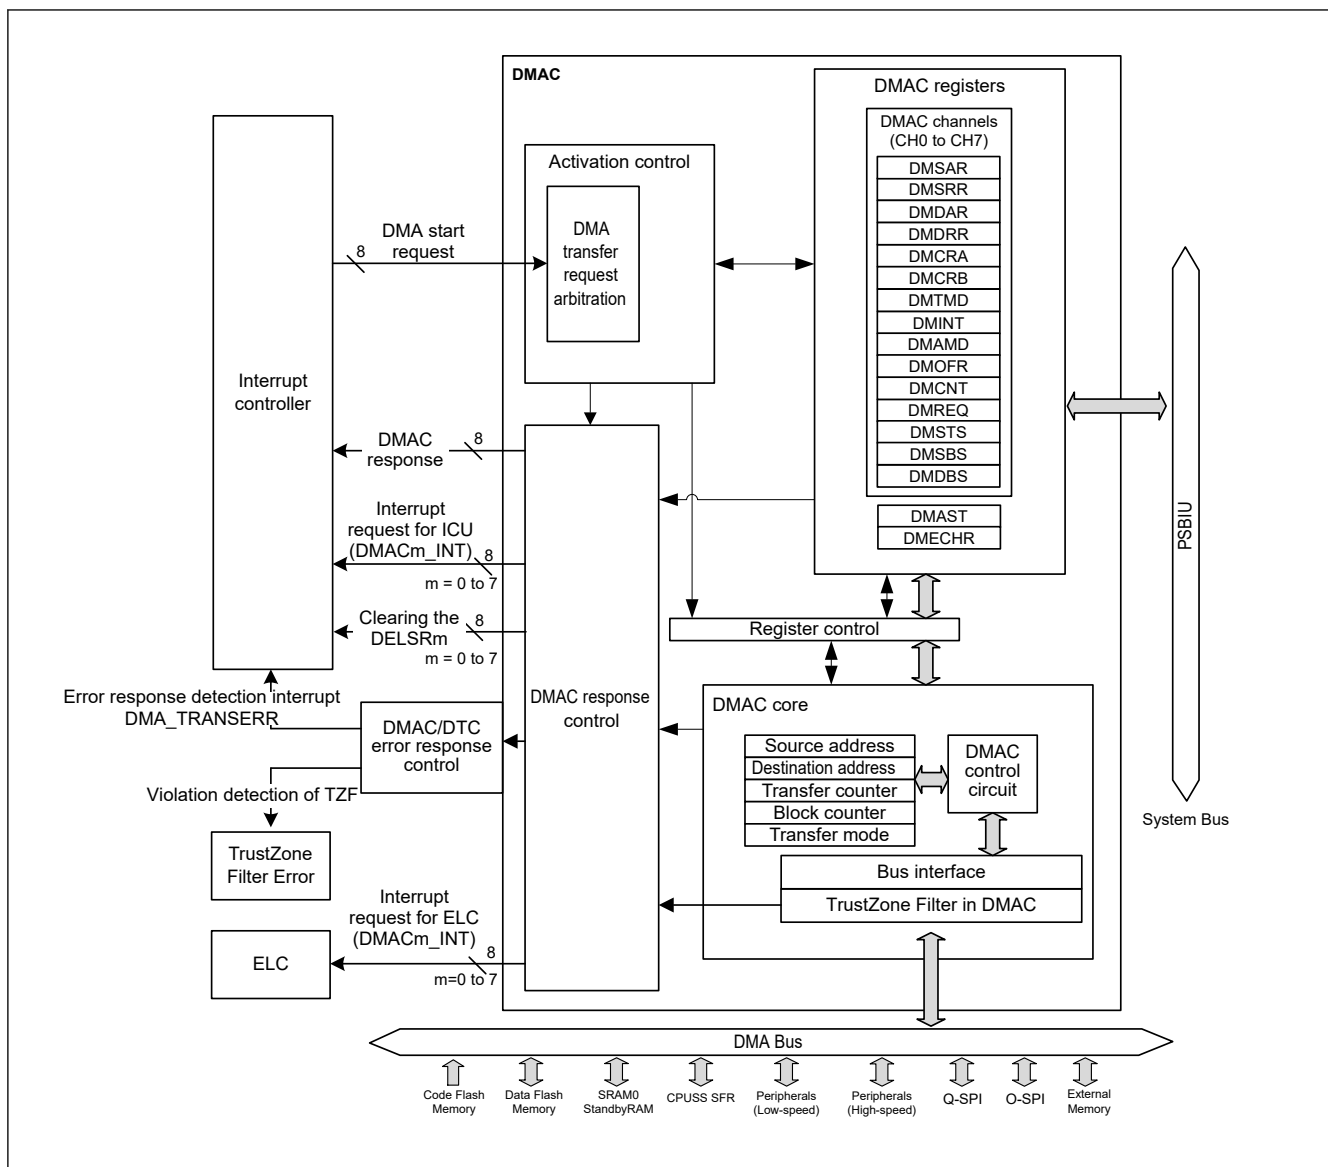 DMAC
DMAC registers
DMAC channels
(CH0 to CH7)
DMSAR
DMSRR
DMDAR
DMDRR
DMCRA
DMCRB
DMTMD
DMINT
DMAMD
DMOFR
DMCNT
DMREQ
DMSTS
DMSBS
DMDBS
DMAST
DMECHR
Activation control
DMA
transfer
request
arbitration
DMA start
request
8
Interrupt
controller
DMAC
response
8
Interrupt
request for ICU
(DMACm_INT)
8
m = 0 to 7
Clearing the
DELSRm
8
m = 0 to 7
Error response detection interrupt
DMA_TRANSERR
DMAC/DTC
error response
control
Violation detection of TZF
TrustZone
Filter Error
Interrupt
request for ELC
(DMACm_INT)
8
m=0 to 7
ELC
DMAC response
control
Register control
DMAC core
Source address
Destination address
Transfer counter
Block counter
Transfer mode
DMAC
control
circuit
Bus interface
TrustZone Filter in DMAC
PSBIU
System Bus
DMA Bus
Code Flash
Memory
Data Flash
Memory
SRAM0
StandbyRAM
CPUSS SFR
Peripherals
(Low-speed)
Peripherals
(High-speed)
Q-SPI
O-SPI
External
Memory